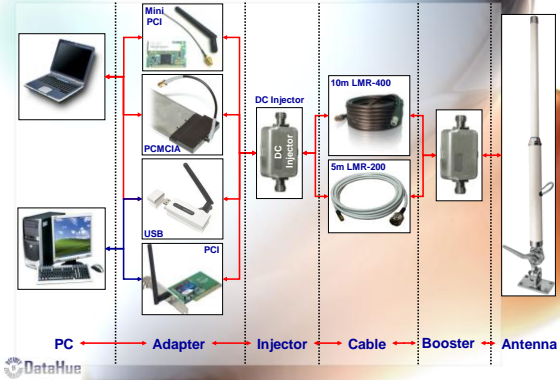 Mini
PCI
PCMCIA
USB
PCI
DC Injector
DC
Injector
10m LMR-400
5m LMR-200
PC
Adapter
Injector
Cable
Booster
Antenna
DataHue